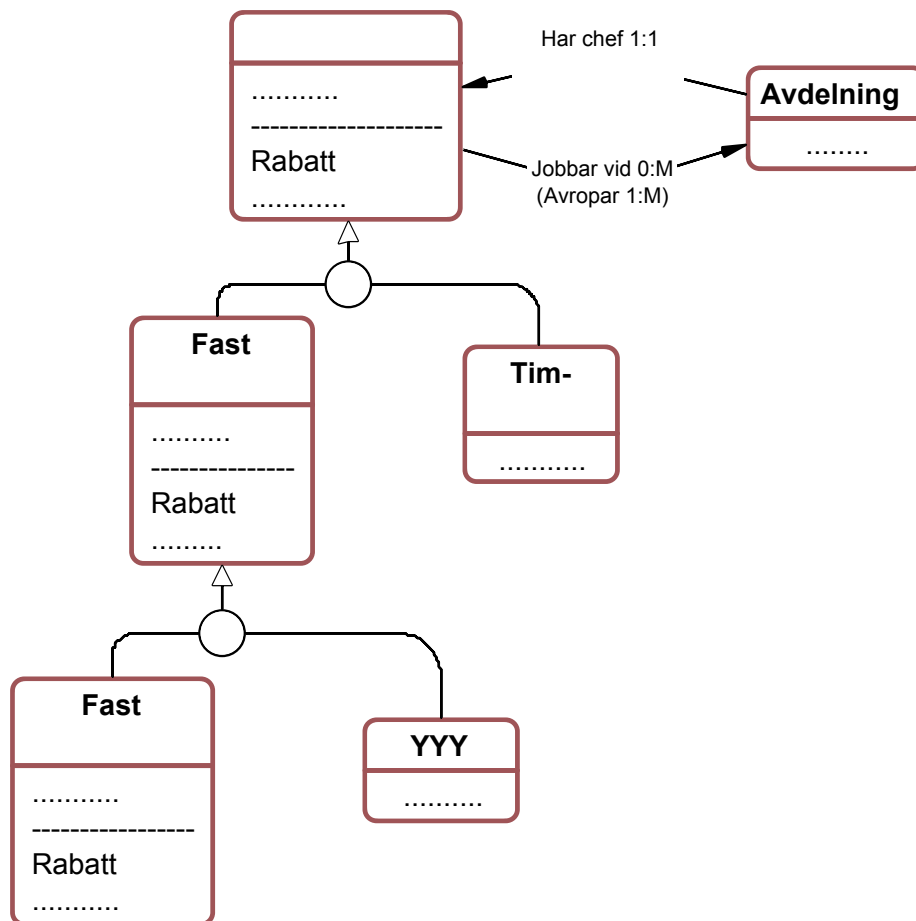 Har chef 1:1
Avdelning
...........
........
---------------------
Rabatt
............
Jobbar vid 0:M
(Avropar 1:M)
Fast
Tim-
..........
...........
---------------
Rabatt
.........
Fast
YYY
...........
..........
-----------------
Rabatt
...........